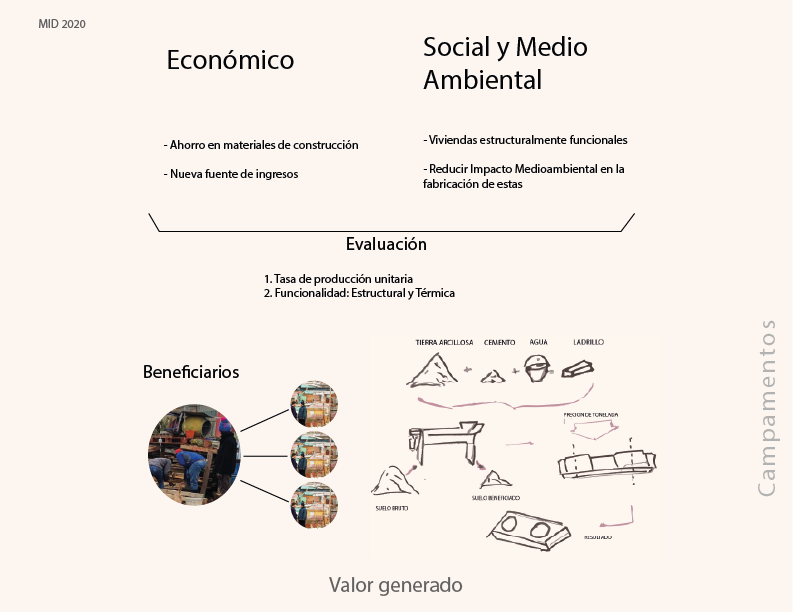 MID 2020
Económico
Social y Medio
Ambiental
- Ahorro en materiales de construcción
- Nueva fuente de ingresos
- Viviendas estructuralmente funcionales
- Reducir Impacto Medioambiental en la
fabricación de estas
Evaluación
1. Tasa de producción unitaria
2. Funcionalidad: Estructural y Térmica
Beneficiarios
TIERRA ARCILLOSA
CEMENTO
AGUA
LADRILLO
PRECION DE TONELADA
SUELO BRUTO
SUELO BENEFICIADO
RESULTADO
Campamentos
Valor generado